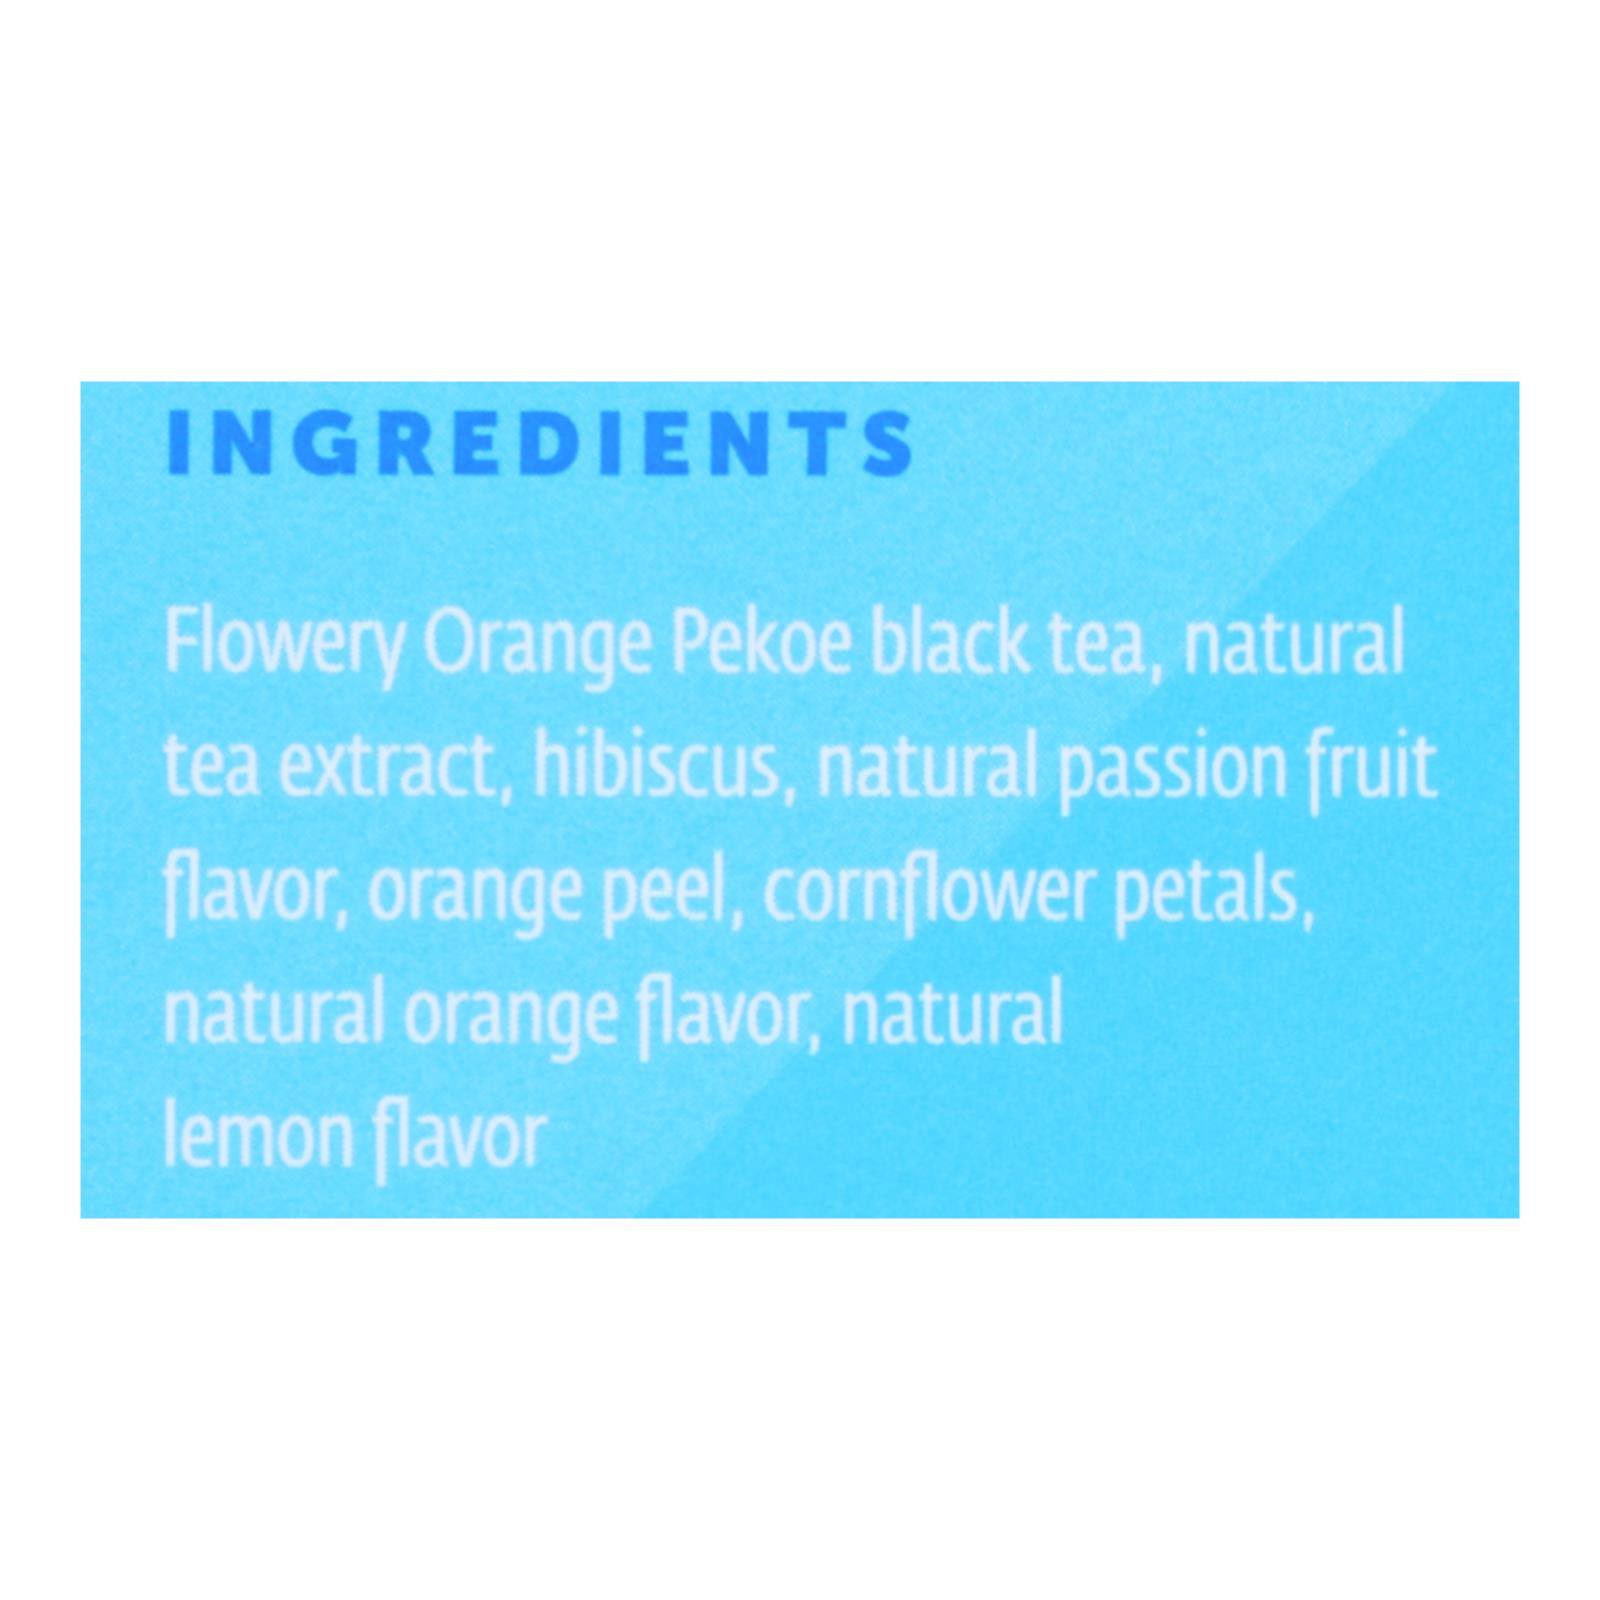 INGREDIENTS
Flowery Orange Pekoe black tea, natural
tea extract, hibiscus, natural passion fruit
flavor, orange peel, cornflower petals,
natural orange flavor, natural
lemon flavor